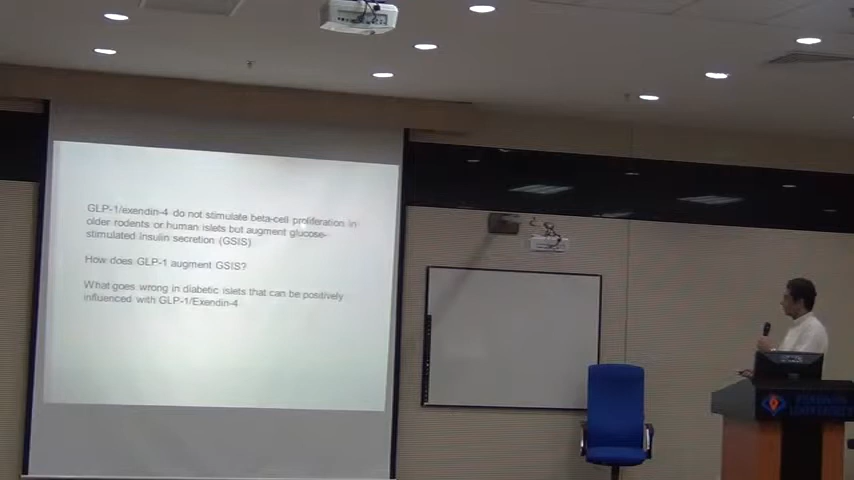 GLP-1/exendin-4 do not stimulate beta-cell proliferation in
older rodents or human islets but augment glucose-
stimulated insulin secretion (GSIS)
How does GLP-1 augment GSIS?
What goes wrong in diabetic islets that can be positively
influenced with GLP-1/Exendin-4
UNIVERSITY